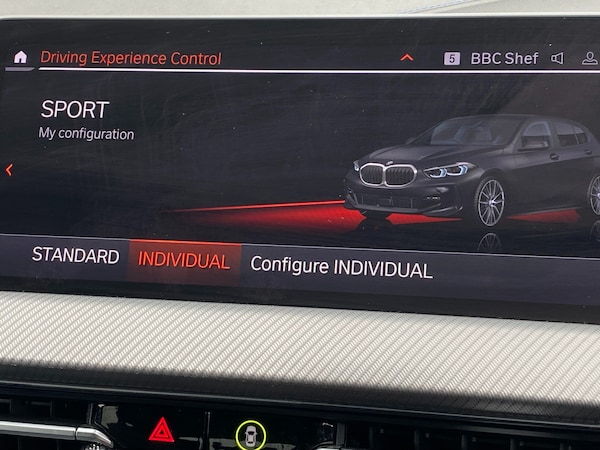 Driving Experience Control
5 BBC Shef
SPORT
My configuration
STANDARD INDIVIDUAL Configure INDIVIDUAL